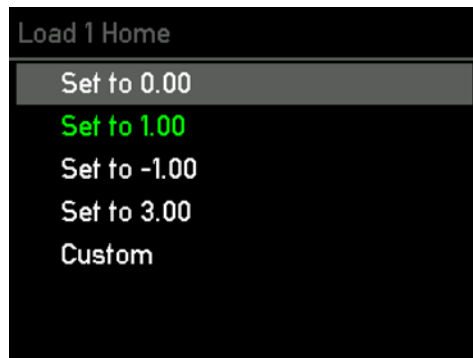 Load 1 Home
Set to 0.00
Set to 1.00
Set to -1.00
Set to 3.00
Custom